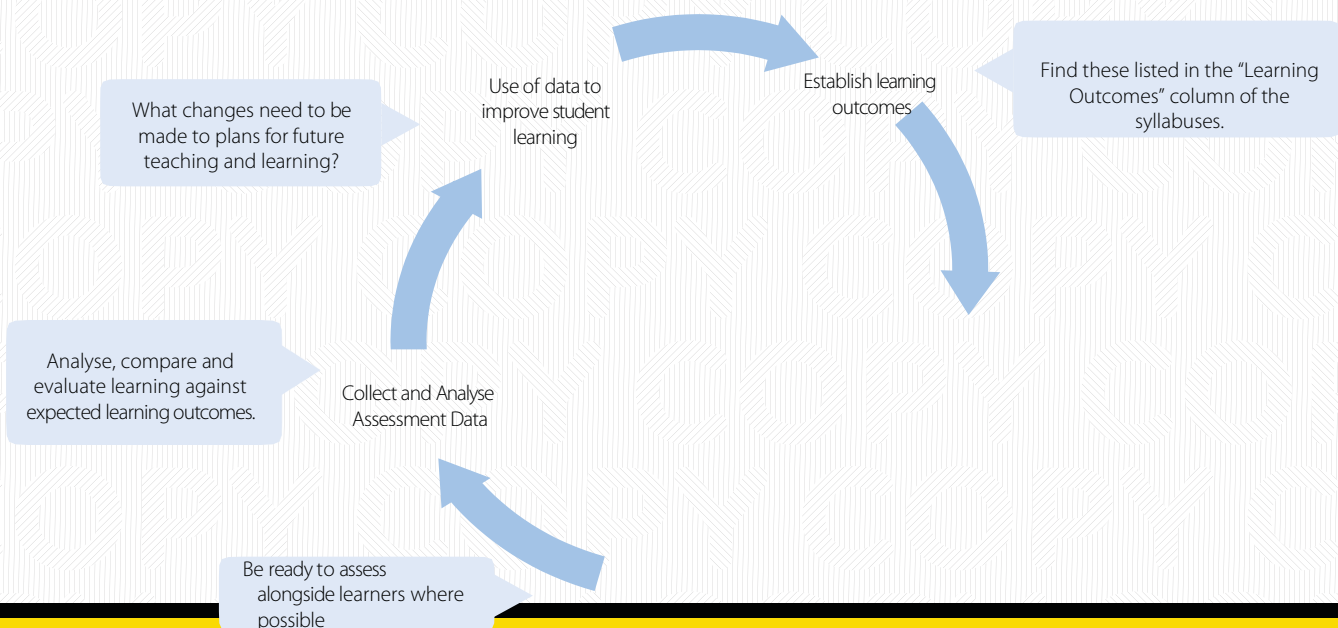 Use of data to
improve student
learning
Establish learning
outcomes
Find these listed in the “Learning
Outcomes” column of the
syllabuses.
What changes need to be
made to plans for future
teaching and learning?
Analyse, compare and
evaluate learning against
expected learning outcomes.
Collect and Analyse
Assessment Data
Be ready to assess
alongside learners where
possible